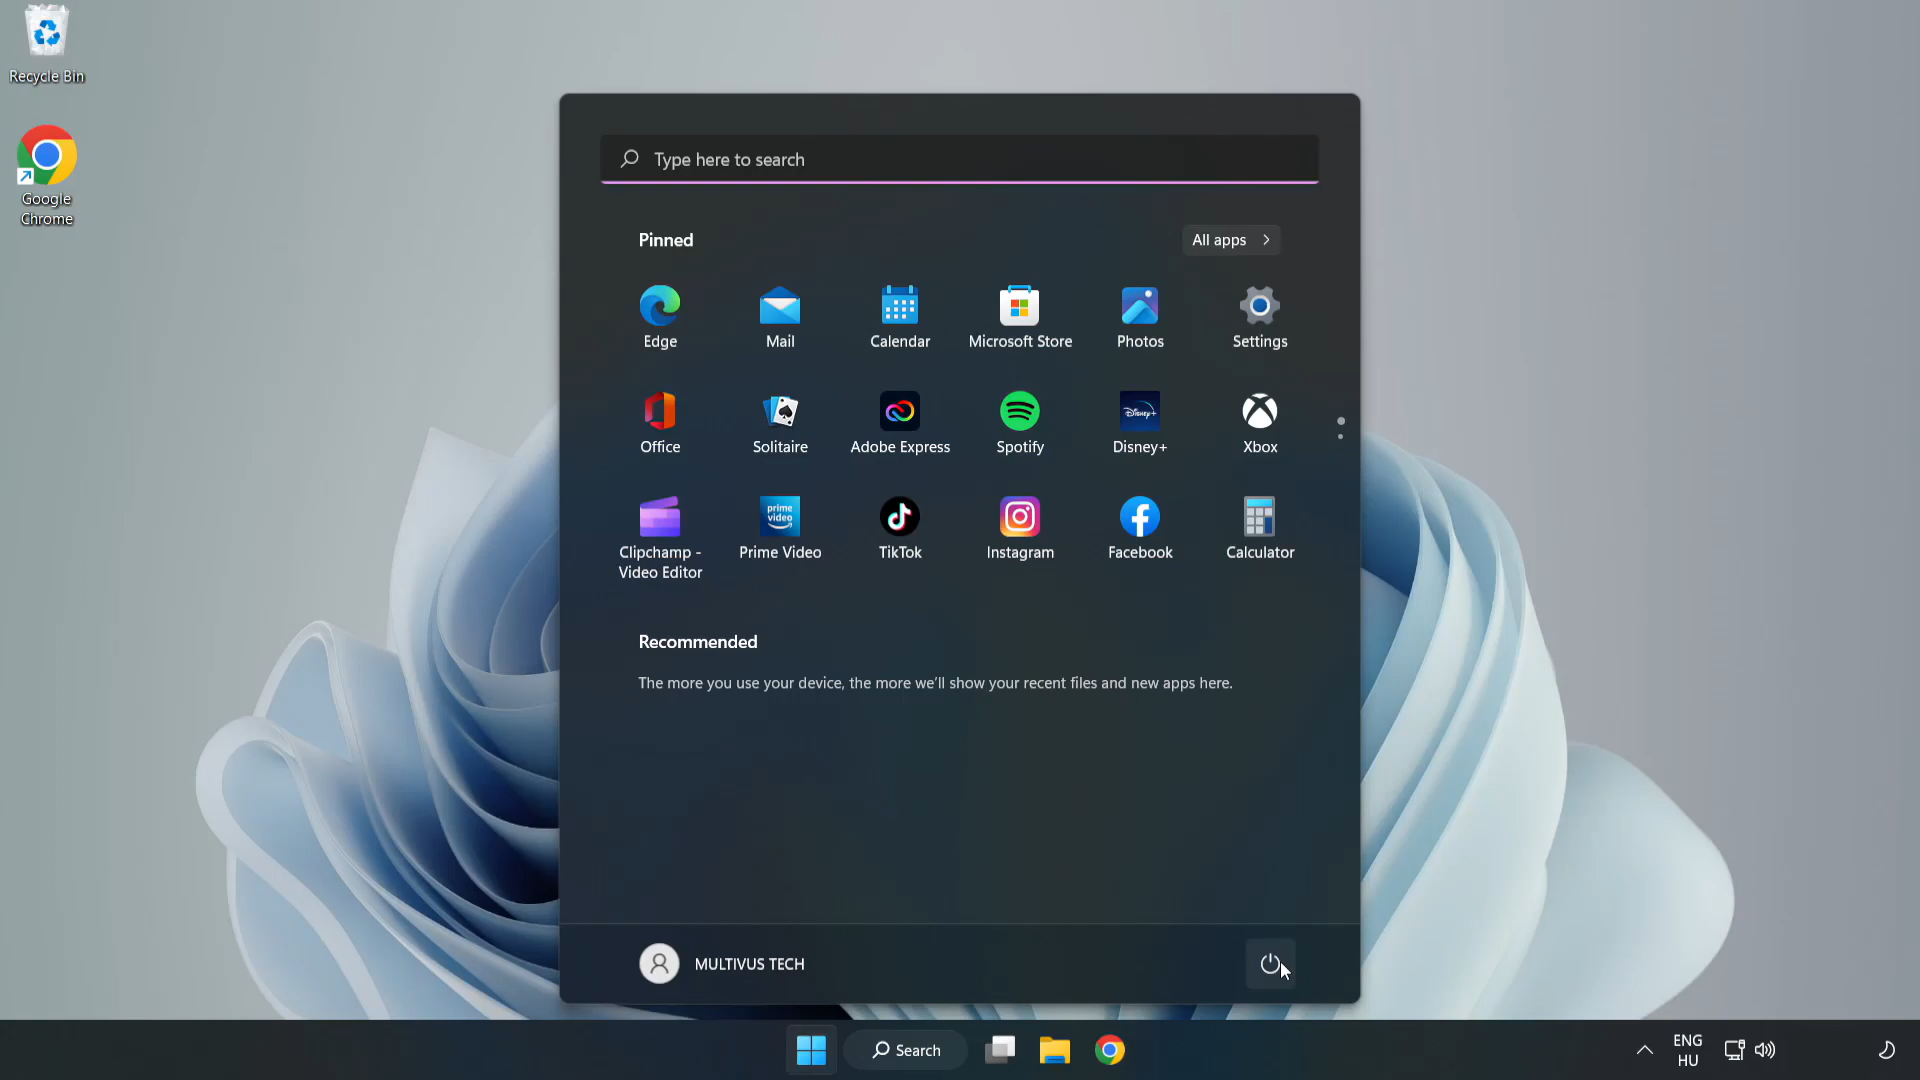 Recycle Bin
Google
Chrome
Type here to search
Pinned
All apps
Edge
Mail
Calendar
Microsoft Store
Photos
Settings
Office
Solitaire
Adobe Express
Spotify
Disney+
Disney+
Xbox
prime
video
Clipchamp -
Video Editor
Prime Video
TikTok
Instagram
Facebook
Calculator
Recommended
The more you use your device, the more we'll show your recent files and new apps here.
MULTIVUS TECH
Search
ENG
HU